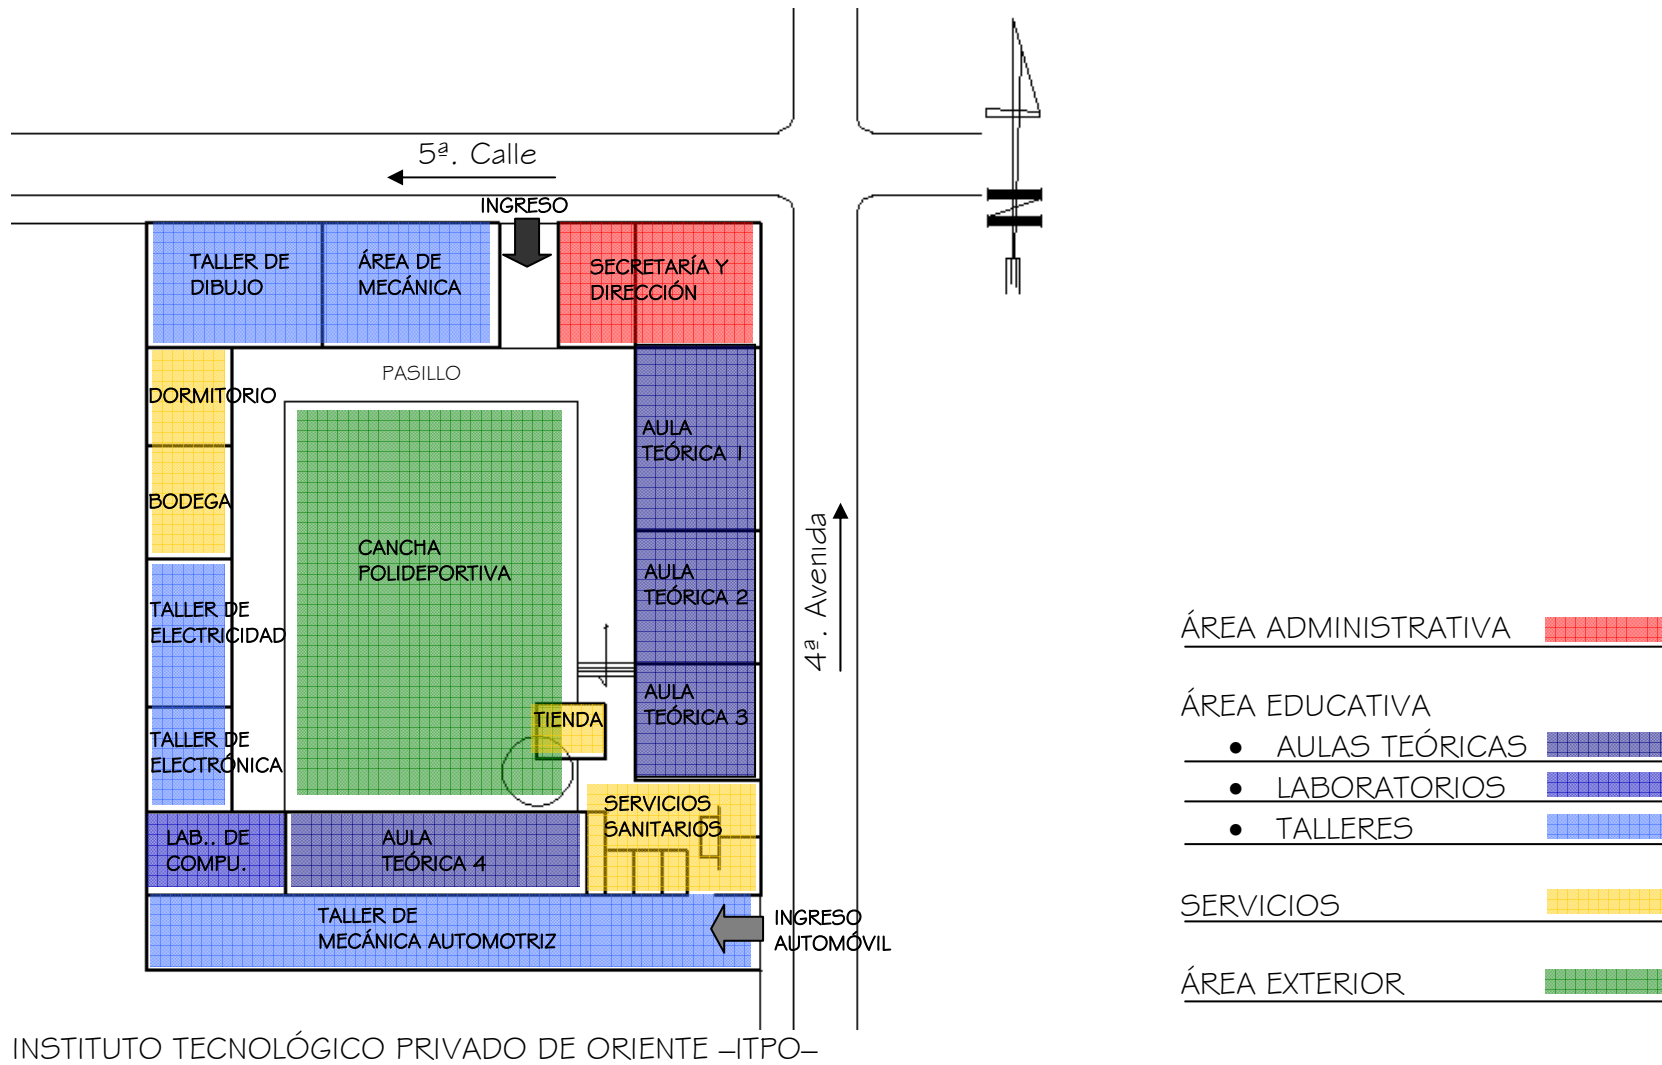 5ª. Calle
INGRESO
TALLER DE
DIBUJO
ÁREA DE
MECÁNICA
SECRETARÍA Y
DIRECCIÓN
PASILLO
DORMITORIO
BODEGA
AULA
TEÓRICA 1
CANCHA
POLIDEPORTIVA
AULA
TEÓRICA 2
4ª. Avenida
TALLER DE
ELECTRICIDAD
AULA
TEÓRICA 3
TIENDA
TALLER DE
ELECTRÓNICA
SERVICIOS
SANITARIOS
LAB.. DE
COMPU.
AULA
TEÓRICA 4
TALLER DE
MECÁNICA AUTOMOTRIZ
INGRESO
AUTOMÓVIL
ÁREA ADMINISTRATIVA
ÁREA EDUCATIVA
• AULAS TEÓRICAS
• LABORATORIOS
• TALLERES
SERVICIOS
ÁREA EXTERIOR
INSTITUTO TECNOLÓGICO PRIVADO DE ORIENTE –ITPO–